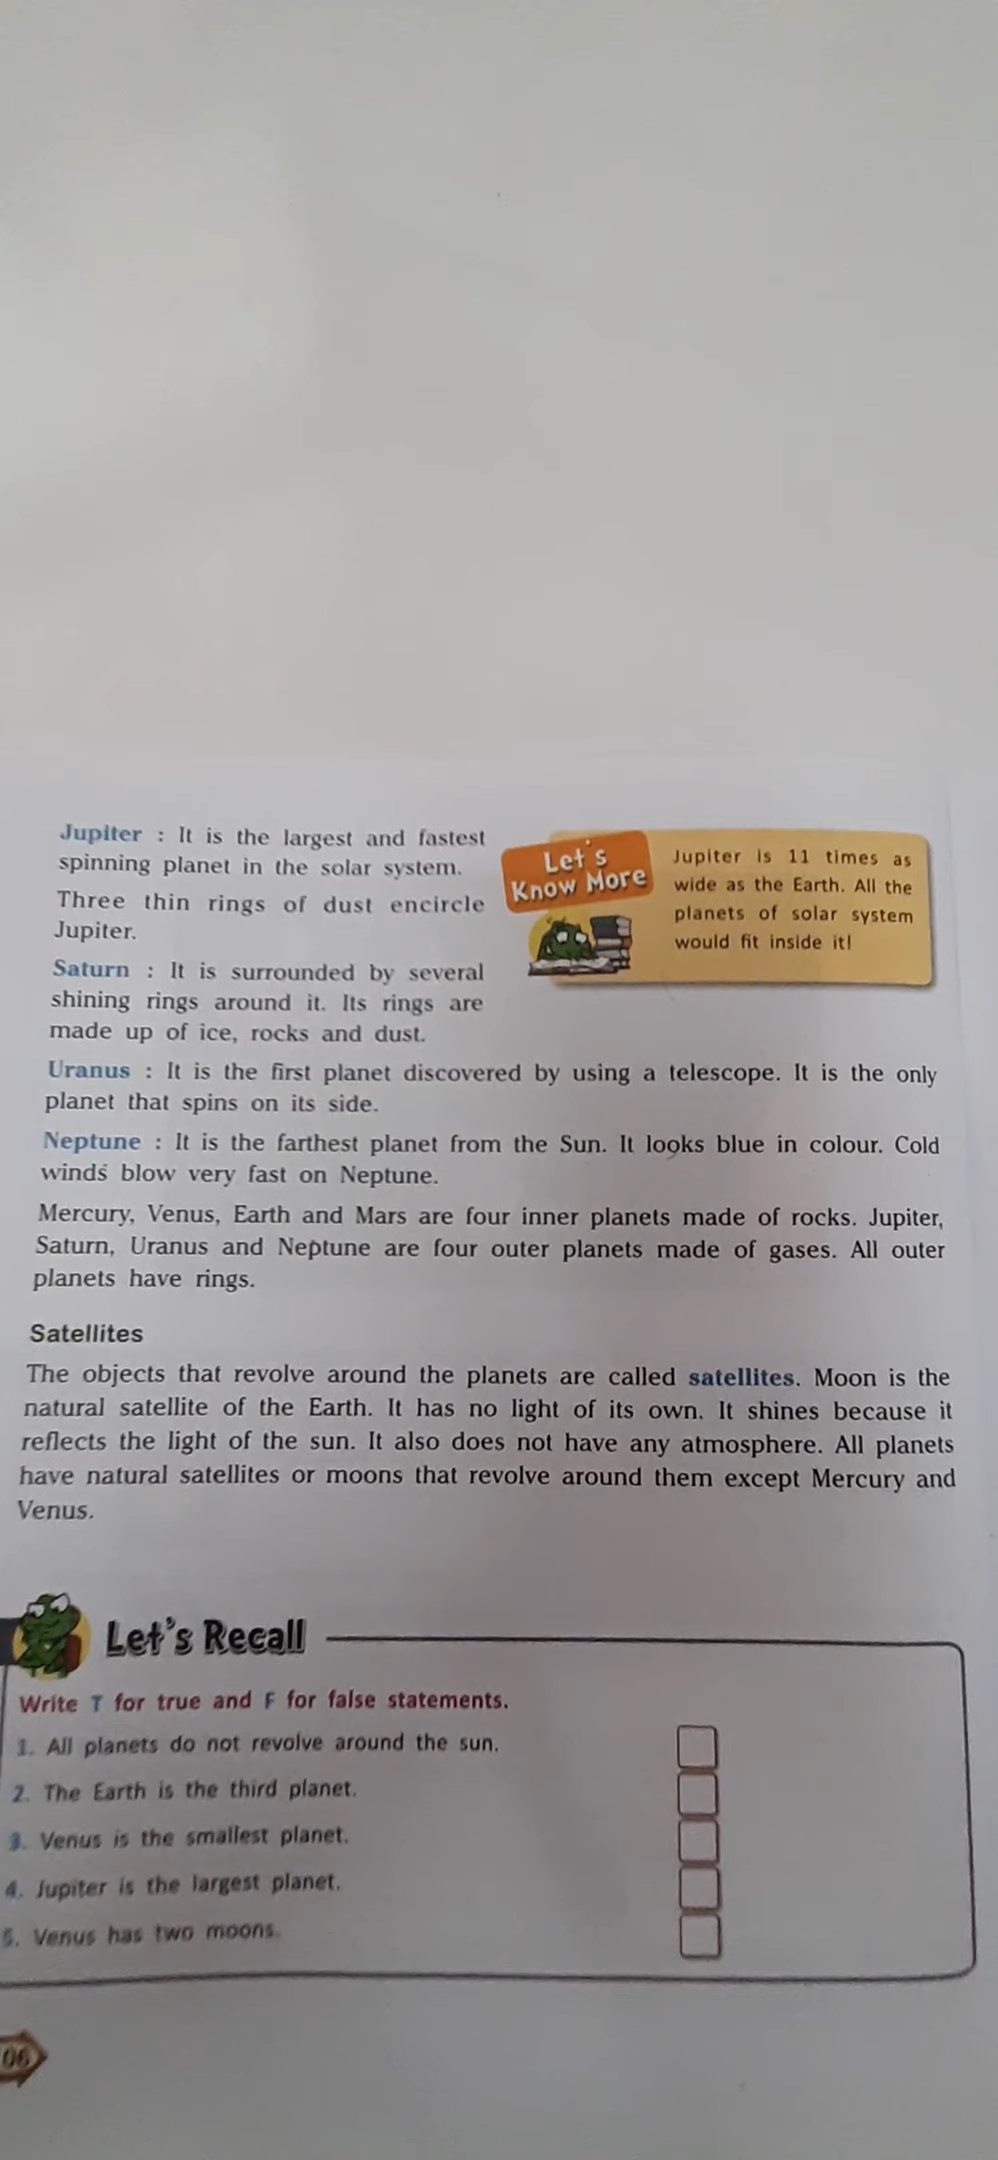 Jupiter : It is the largest and fastest
spinning planet in the solar system.
Three thin rings of dust encircle
Jupiter.
Let's
Know More
Jupiter is 11 times as
wide as the Earth. All the
planets of solar system
would fit inside it!
Saturn : It is surrounded by several
shining rings around it. Its rings are
made up of ice, rocks and dust.
Uranus : It is the first planet discovered by using a telescope. It is the only
planet that spins on its side.
Neptune : It is the farthest planet from the Sun. It looks blue in colour. Cold
winds blow very fast on Neptune.
Mercury, Venus, Earth and Mars are four inner planets made of rocks. Jupiter,
Saturn, Uranus and Neptune are four outer planets made of gases. All outer
planets have rings.
Satellites
The objects that revolve around the planets are called satellites. Moon is the
natural satellite of the Earth. It has no light of its own. It shines because it
reflects the light of the sun. It also does not have any atmosphere. All planets
have natural satellites or moons that revolve around them except Mercury and
Venus.
Let's Recall
Write T for true and F for false statements.
1. All planets do not revolve around the sun.
2. The Earth is the third planet.
3. Venus is the smallest planet.
4. Jupiter is the largest planet.
5. Venus has two moons.
06